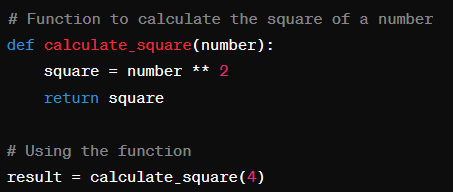 # Function to calculate the square of a number
def calculate_square(number):
    square = number ** 2
    return square

# Using the function
result = calculate_square(4)